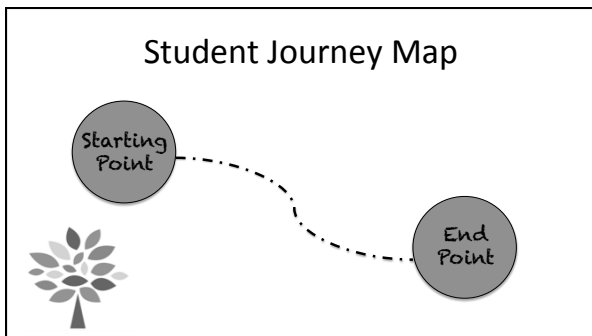 Student Journey Map
Starting
Point
End
Point